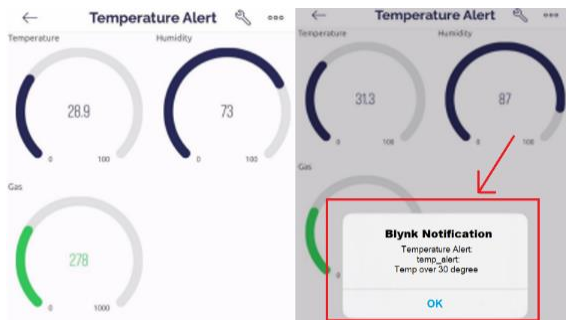 Temperature Alert
Temperature
Humidity
28.9
73
0
100
0
100
Gas
278
0
1000
Temperature Alert
Temperature
Humidity
31.3
87
0
100
0
100
Gas
0
Blynk Notification
Temperature Alert:
temp_alert:
Temp over 30 degree
OK